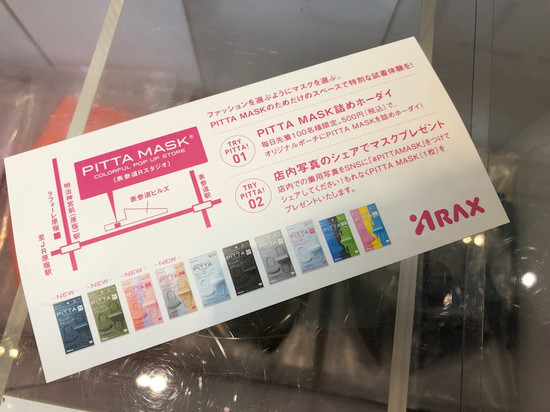 ファッションを選ぶようにマスクを選ぶ。
PITTA MASKのためだけのスペースで特別な試着体験を!
TRY PITTA! 01
PITTA MASK詰めホーダイ
毎日先着100名様限定。500円(税込)で、
オリジナルポーチにPITTA MASKを詰めホーダイ!
TRY PITTA! 02
店内写真のシェアでマスクプレゼント
店内での着用写真をSNSに「#PITTAMASK」をつけて
シェアしてください!もれなくPITTA MASK(1枚)を
プレゼントいたします。
PITTA MASK®
COLORFUL POP UP STORE
(表参道Rスタジオ)
表参道ヒルズ
表参道駅
明治神宮前〈原宿〉駅
ラフォーレ原宿
至JR原宿駅
ARAX
NEW
NEW
NEW
NEW
PITTA
PITTA
PITTA
PITTA
PITTA
PITTA
PITTA
PITTA